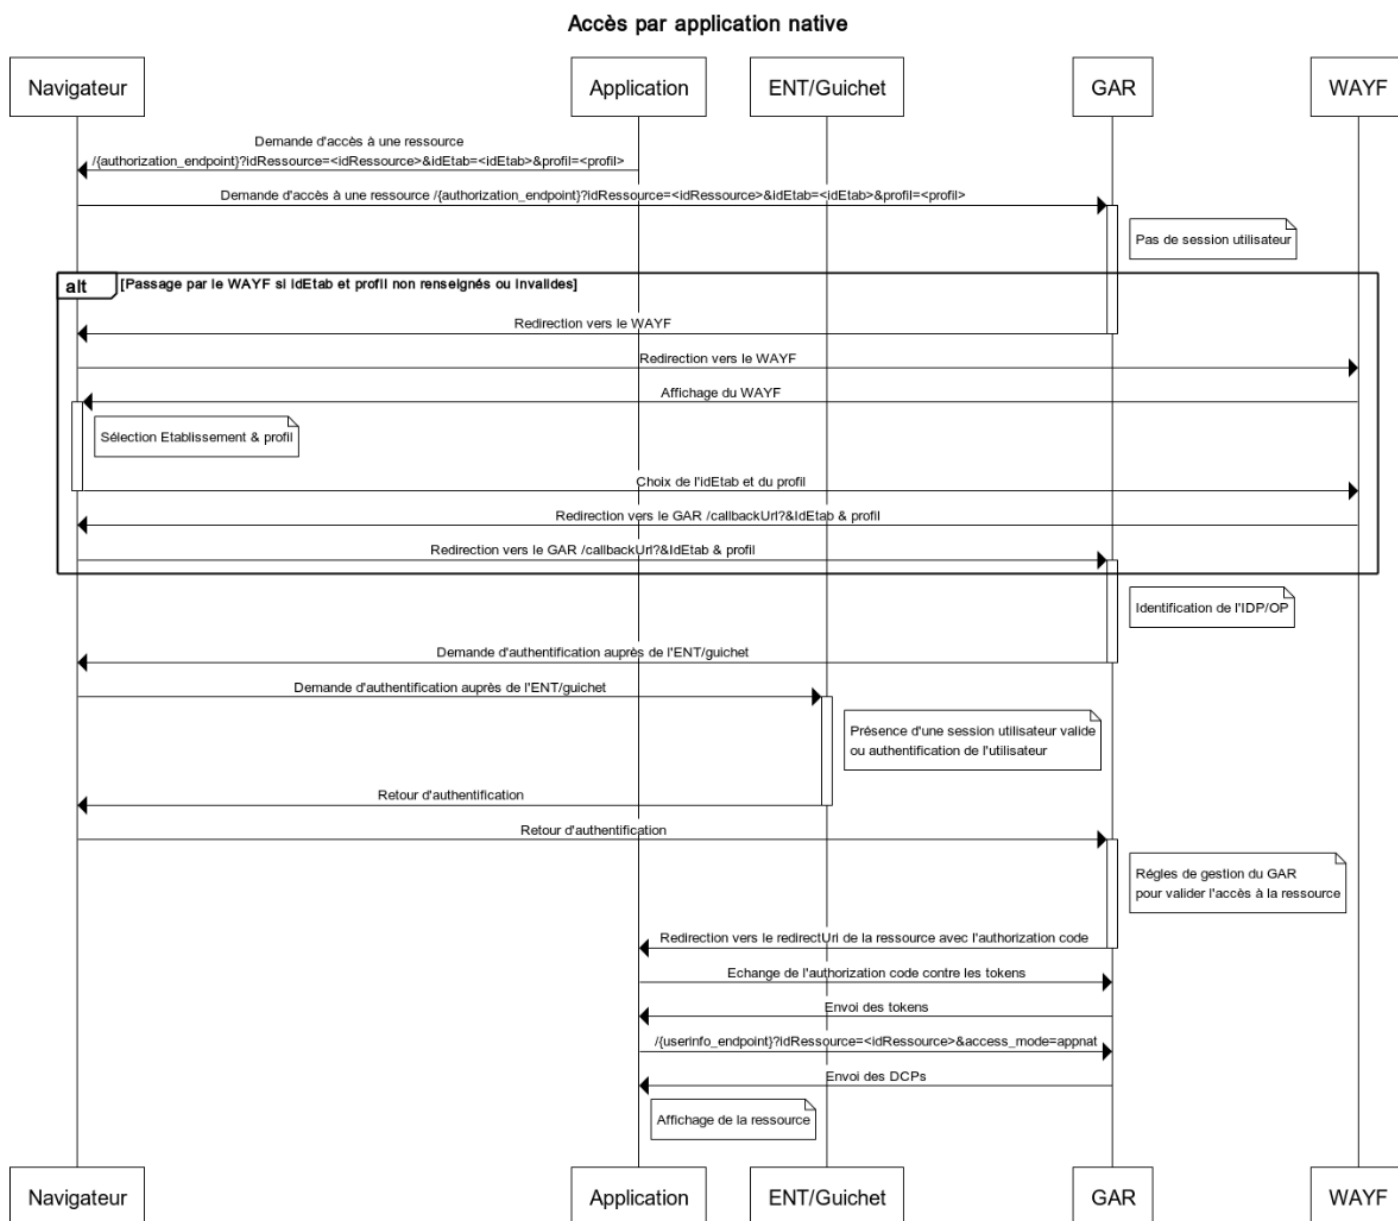 Accès par application native
Navigateur
Application
ENT/Guichet
GAR
WAYF
Demande d'accès à une ressource
/{authorization_endpoint}?idRessource=<idRessource>&idEtab=<idEtab>&profil=<profil>
Demande d'accès à une ressource /{authorization_endpoint}?idRessource=<idRessource>&idEtab=<idEtab>&profil=<profil>
Pas de session utilisateur
alt
[Passage par le WAYF si idEtab et profil non renseignés ou invalides]
Redirection vers le WAYF
Redirection vers le WAYF
Affichage du WAYF
Sélection Etablissement & profil
Choix de l'idEtab et du profil
Redirection vers le GAR /callbackUrl?&IdEtab & profil
Redirection vers le GAR /callbackUrl?&IdEtab & profil
Identification de l'IDP/OP
Demande d'authentification auprès de l'ENT/guichet
Demande d'authentification auprès de l'ENT/guichet
Présence d'une session utilisateur valide
ou authentification de l'utilisateur
Retour d'authentification
Retour d'authentification
Régles de gestion du GAR
pour valider l'accès à la ressource
Redirection vers le redirectUri de la ressource avec l'authorization code
Echange de l'authorization code contre les tokens
Envoi des tokens
/{userinfo_endpoint}?idRessource=<idRessource>&access_mode=appnat
Envoi des DCPs
Affichage de la ressource
Navigateur
Application
ENT/Guichet
GAR
WAYF